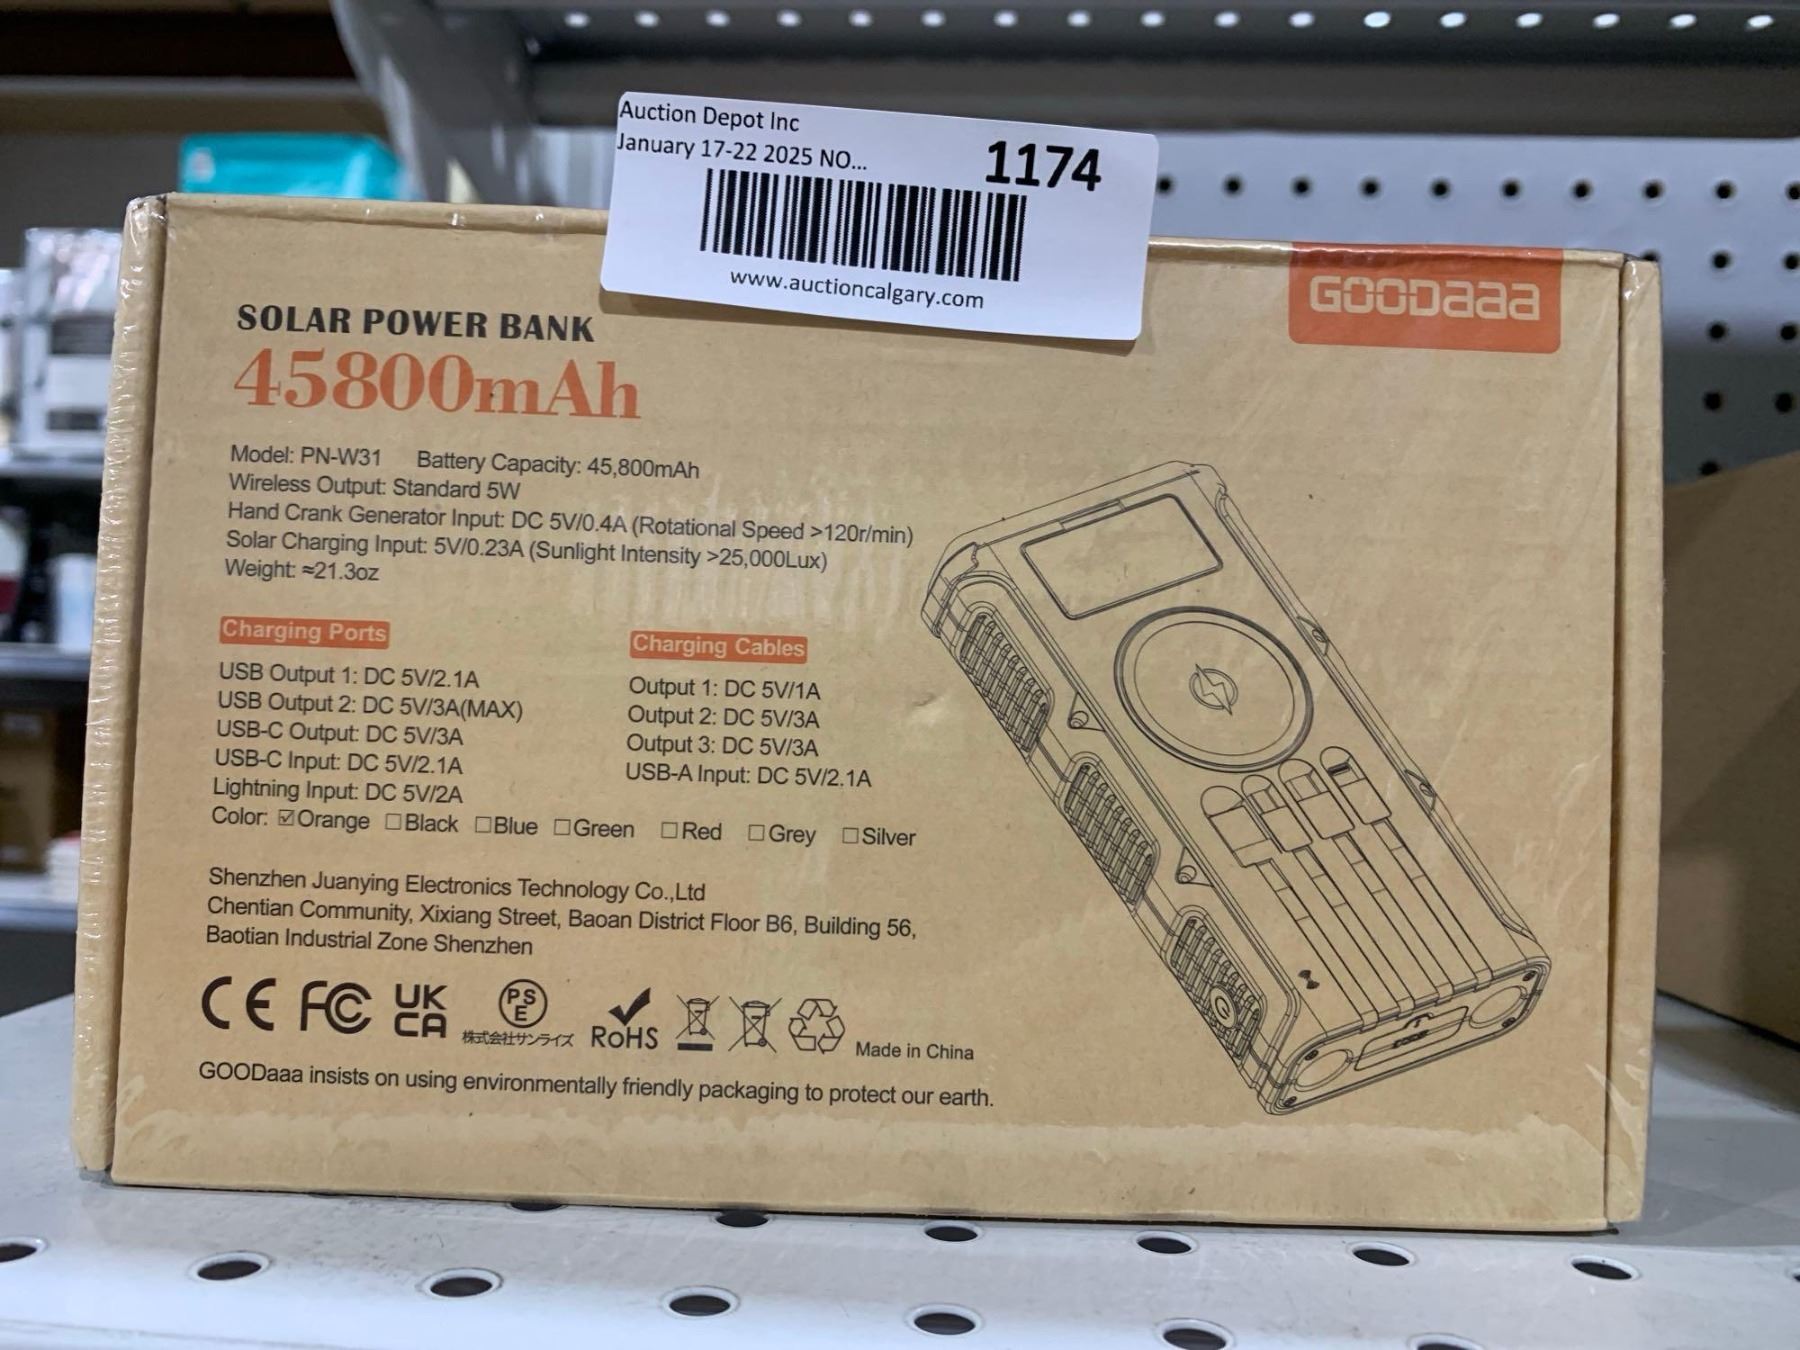 Auction Depot Inc
January 17-22 2025 NO...
1174
www.auctioncalgary.com
GOODaaa
SOLAR POWER BANK
45800mAh
Model: PN-W31 Battery Capacity: 45,800mAh
Wireless Output: Standard 5W
Hand Crank Generator Input: DC 5V/0.4A (Rotational Speed >120r/min)
Solar Charging Input: 5V/0.23A (Sunlight Intensity >25,000Lux)
Weight: ≈21.3oz
Charging Ports
USB Output 1: DC 5V/2.1A
USB Output 2: DC 5V/3A(MAX)
USB-C Output: DC 5V/3A
USB-C Input: DC 5V/2.1A
Lightning Input: DC 5V/2A
Charging Cables
Output 1: DC 5V/1A
Output 2: DC 5V/3A
Output 3: DC 5V/3A
USB-A Input: DC 5V/2.1A
Color: ☑Orange ☐Black ☐Blue ☐Green ☐Red ☐Grey ☐Silver
Shenzhen Juanying Electronics Technology Co.,Ltd
Chentian Community, Xixiang Street, Baoan District Floor B6, Building 56,
Baotian Industrial Zone Shenzhen
CE FC UK CA PSE RoHS
株式会社サンライズ
Made in China
GOODaaa insists on using environmentally friendly packaging to protect our earth.